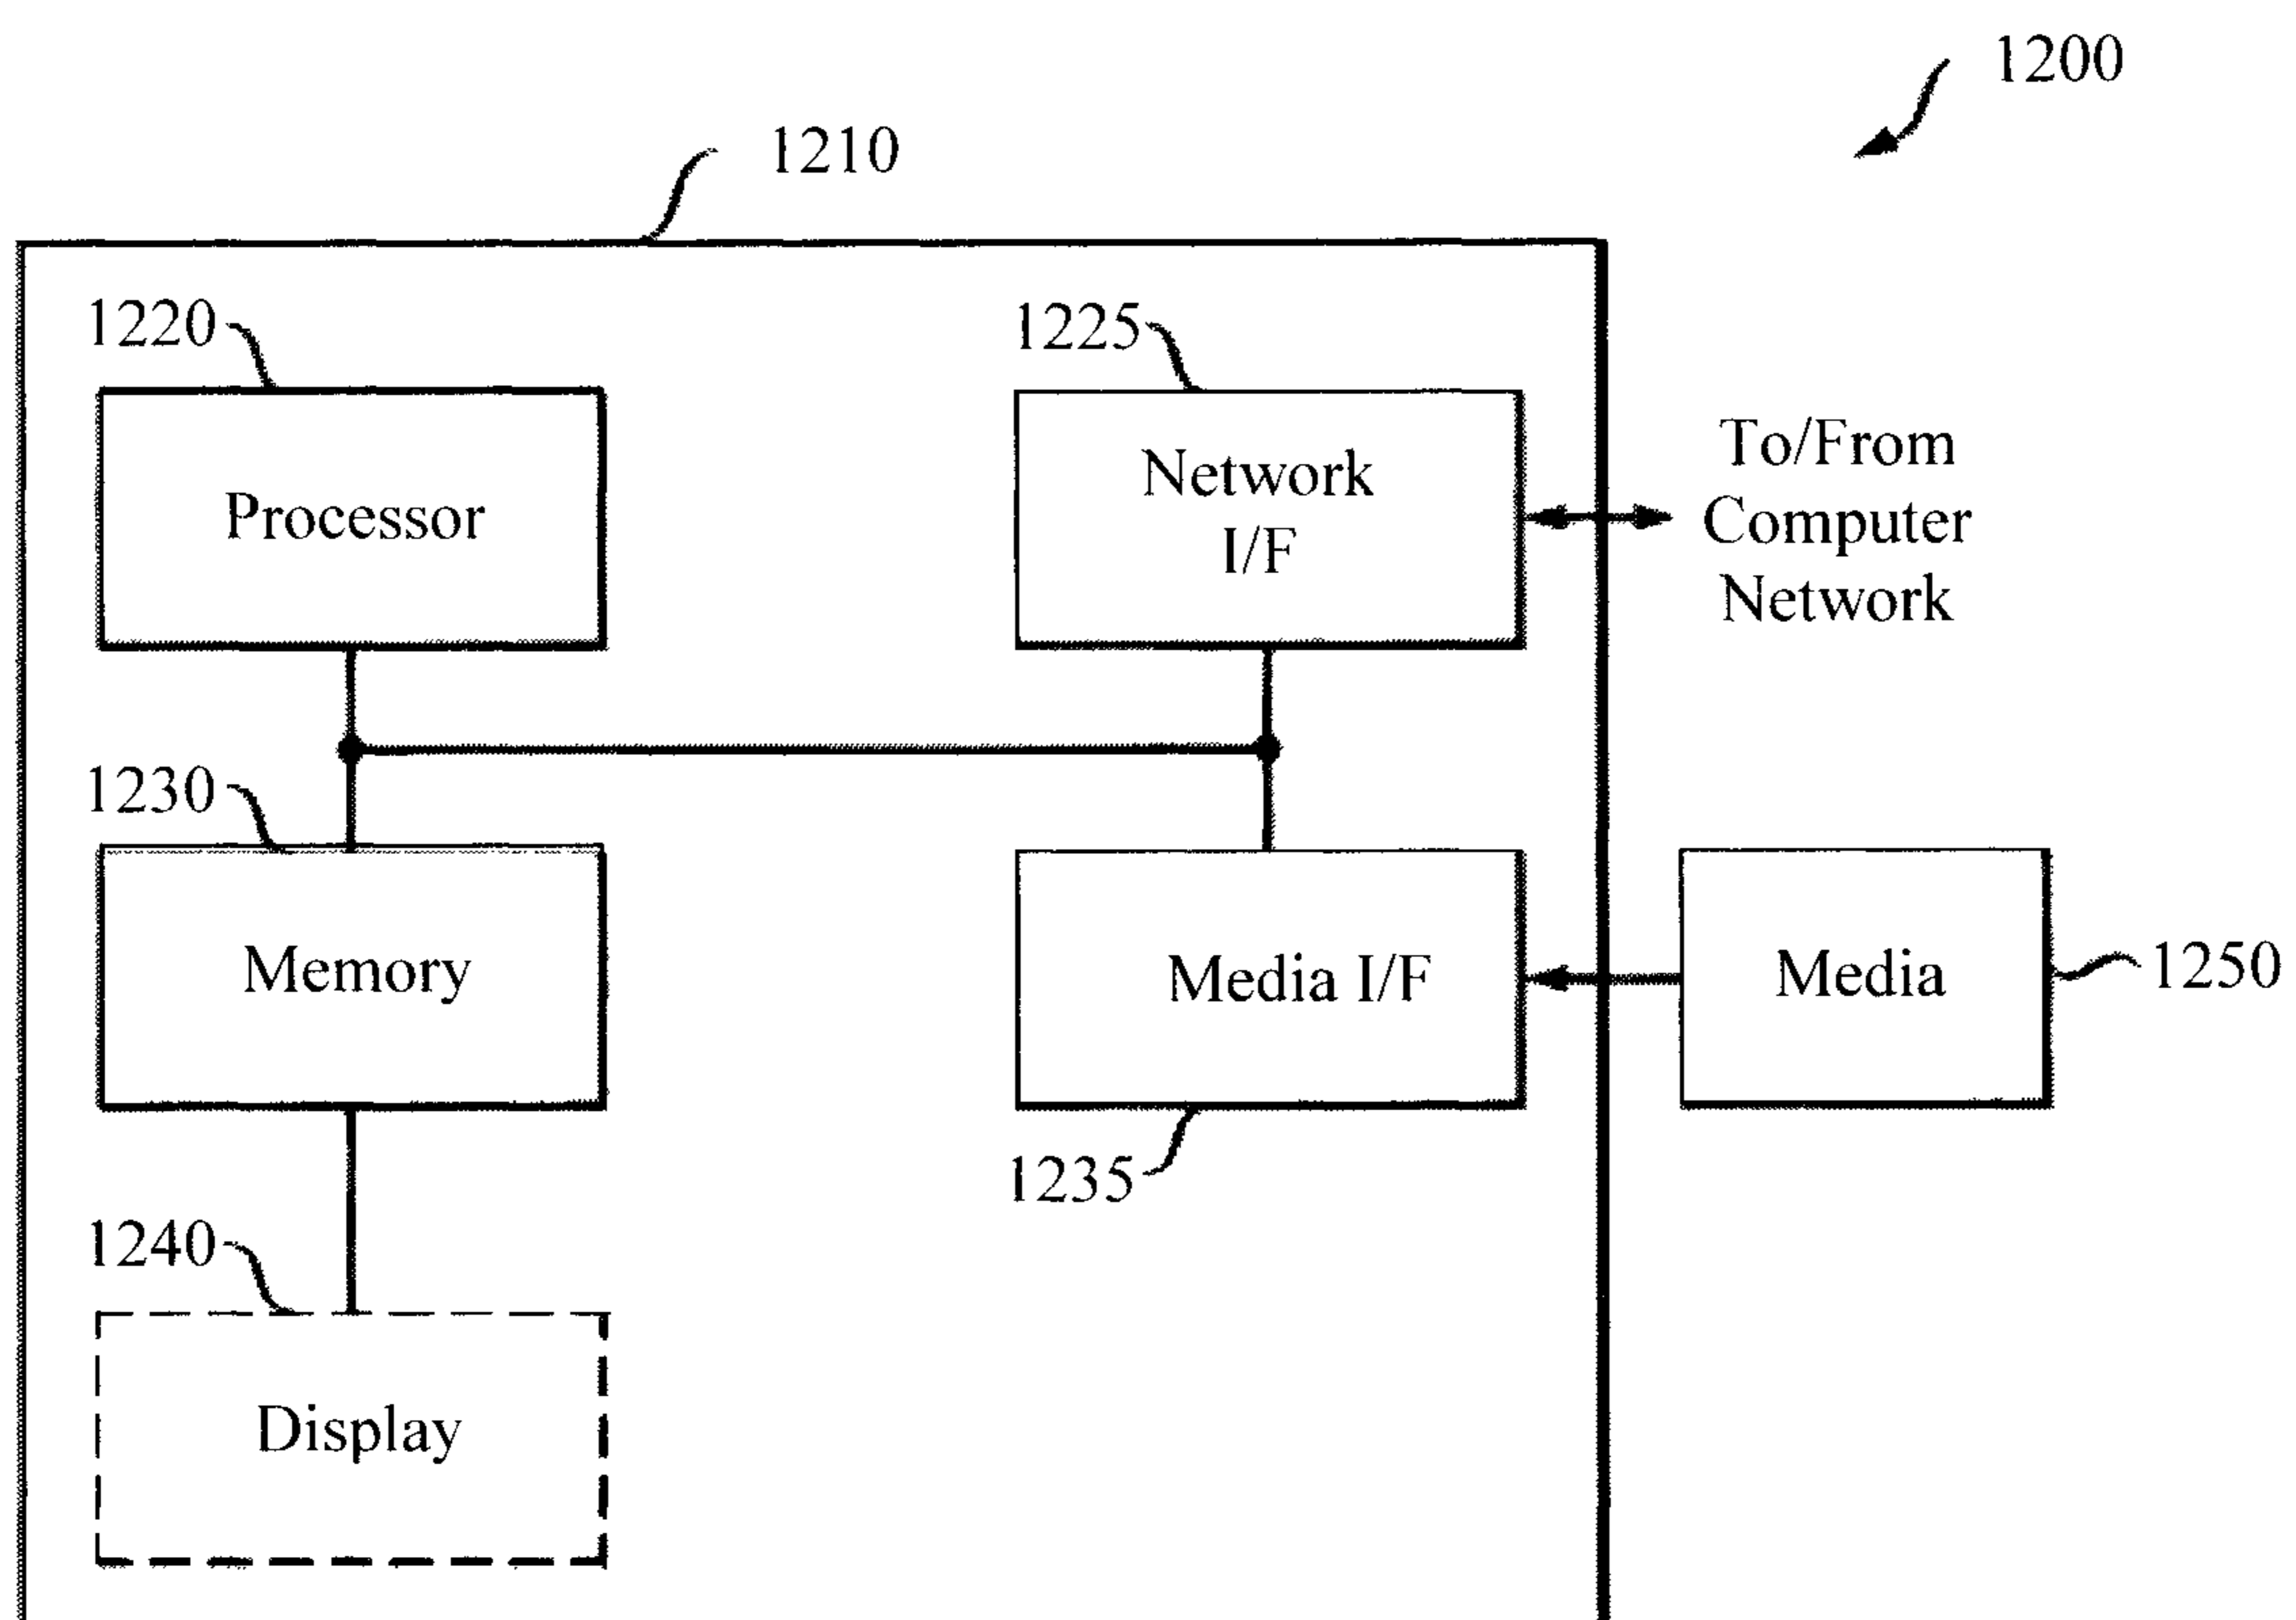 1200
1210
1220
1225
Processor
Network
I/F
To/From
Computer
Network
1230
Memory
Media I/F
Media
1250
1235
1240
Display